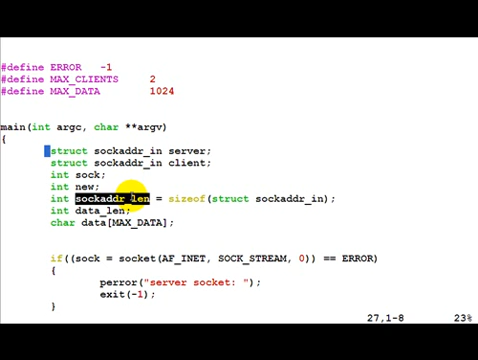 #define ERROR -1
#define MAX_CLIENTS 2
#define MAX_DATA 1024
main(int argc, char **argv)
{
struct sockaddr_in server;
struct sockaddr_in client;
int sock;
int new;
int sockaddr_len = sizeof(struct sockaddr_in);
int data_len;
char data[MAX_DATA];
if((sock = socket(AF_INET, SOCK_STREAM, 0)) == ERROR)
{
perror("server socket: ");
exit(-1);
}
27,1-8 23%